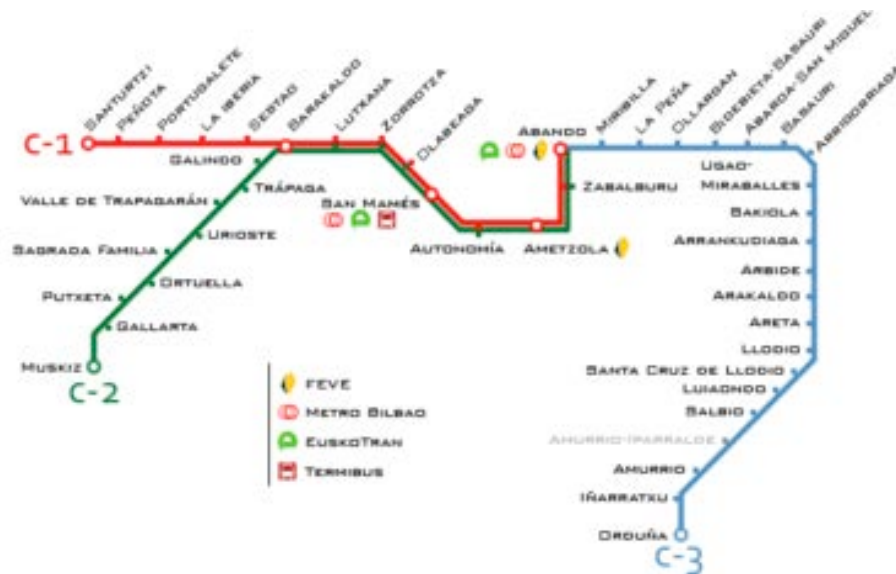 Santurtzi
Peñota
Portugalete
La Iberia
Sestao
Barakaldo
Lutxana
Zorrotza
Olabeaga
Abando
Miribilla
La Peña
Ollargan
Bidebieta-Basauri
Abaroa-San Miguel
Basauri
Arrigorriaga
C-1
Galindo
Trápaga
Valle de Trapagarán
Urioste
Sagrada Familia
Ortuella
Putxeta
Gallarta
Muskiz
C-2
San Mamés
Autonomía
Ametzola
Zabalburu
Ugao-
Miraballes
Bakiola
Arrankudiaga
Arbide
Arakaldo
Areta
Llodio
Santa Cruz de Llodio
Luiaondo
Salbio
Amurrio-Iparralde
Amurrio
Iñarratxu
Orduña
C-3
FEVE
Metro Bilbao
EuskoTran
Termibus